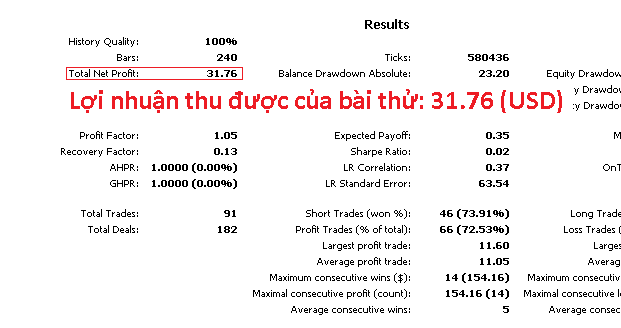 Results
History Quality: 100%
Bars: 240 Ticks: 580436
Total Net Profit: 31.76 Balance Drawdown Absolute: 23.20 Equity Drawdow
Lợi nhuận thu được của bài thử: 31.76 (USD) y Drawdow
y Drawdow
Profit Factor: 1.05 Expected Payoff: 0.35 M
Recovery Factor: 0.13 Sharpe Ratio: 0.02
AHPR: 1.0000 (0.00%) LR Correlation: 0.37 OnT
GHPR: 1.0000 (0.00%) LR Standard Error: 63.54
Total Trades: 91 Short Trades (won %): 46 (73.91%) Long Trade
Total Deals: 182 Profit Trades (% of total): 66 (72.53%) Loss Trades (
Largest profit trade: 11.60 Larges
Average profit trade: 11.05 Averag
Maximum consecutive wins ($): 14 (154.16) Maximum consecutive
Maximal consecutive profit (count): 154.16 (14) Maximal consecutive lo
Average consecutive wins: 5 Average conse